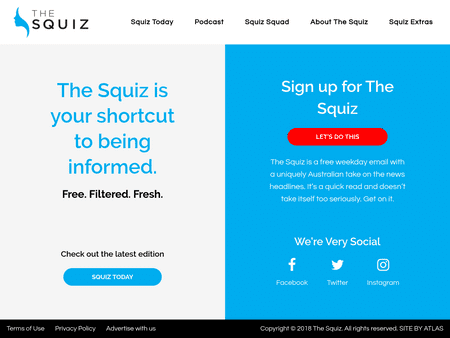 THE
SQUIZ
Squiz Today Podcast Squiz Squad About The Squiz Squiz Extras
The Squiz is
your shortcut
to being
informed.
Free. Filtered. Fresh.
Check out the latest edition
SQUIZ TODAY
Sign up for The
Squiz
LET'S DO THIS
The Squiz is a free weekday email with
a uniquely Australian take on the news
headlines. It's a quick read and doesn't
take itself too seriously. Get on it.
We're Very Social
Facebook Twitter Instagram
Terms of Use Privacy Policy Advertise with us Copyright © 2018 The Squiz. All rights reserved. SITE BY ATLAS